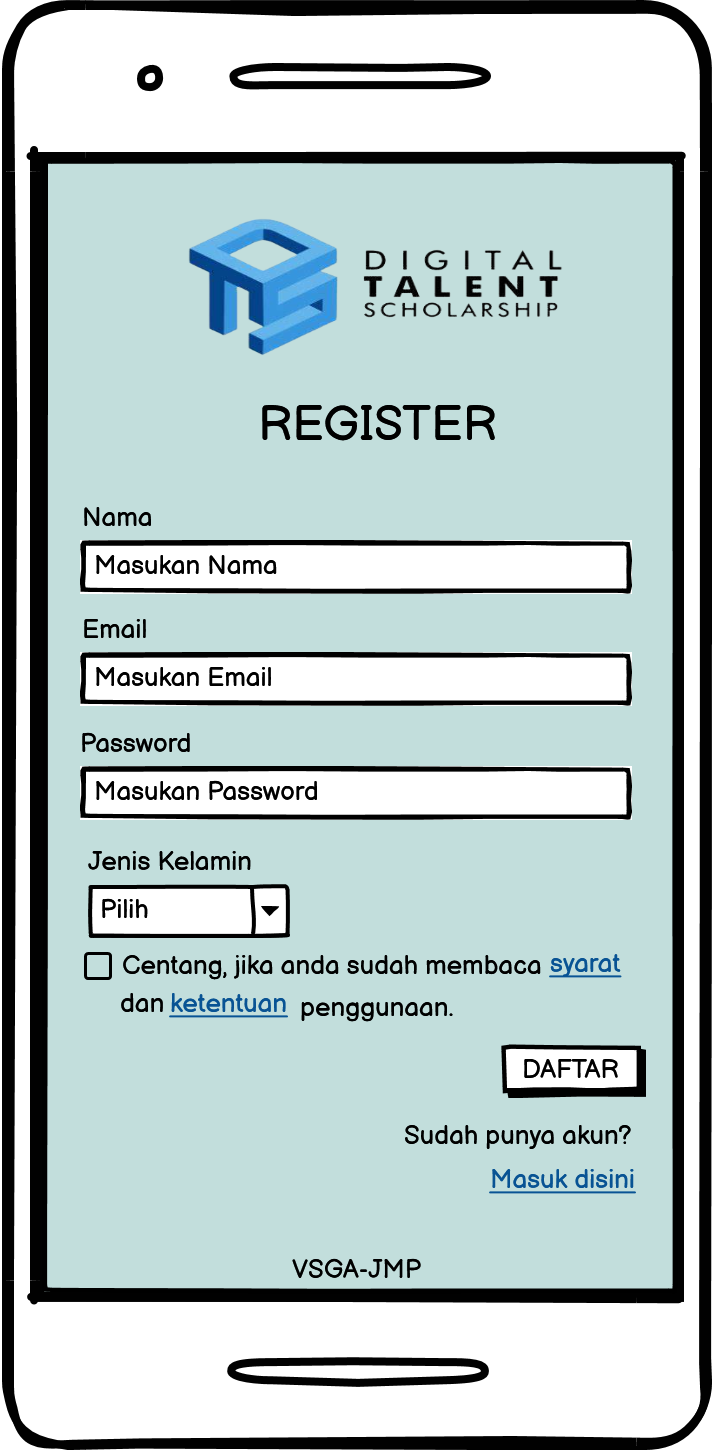 DIGITAL
TALENT
SCHOLARSHIP
REGISTER
Nama
Masukan Nama
Email
Masukan Email
Password
Masukan Password
Jenis Kelamin
Pilih
Centang, jika anda sudah membaca syarat
dan ketentuan penggunaan.
DAFTAR
Sudah punya akun?
Masuk disini
VSGA-JMP